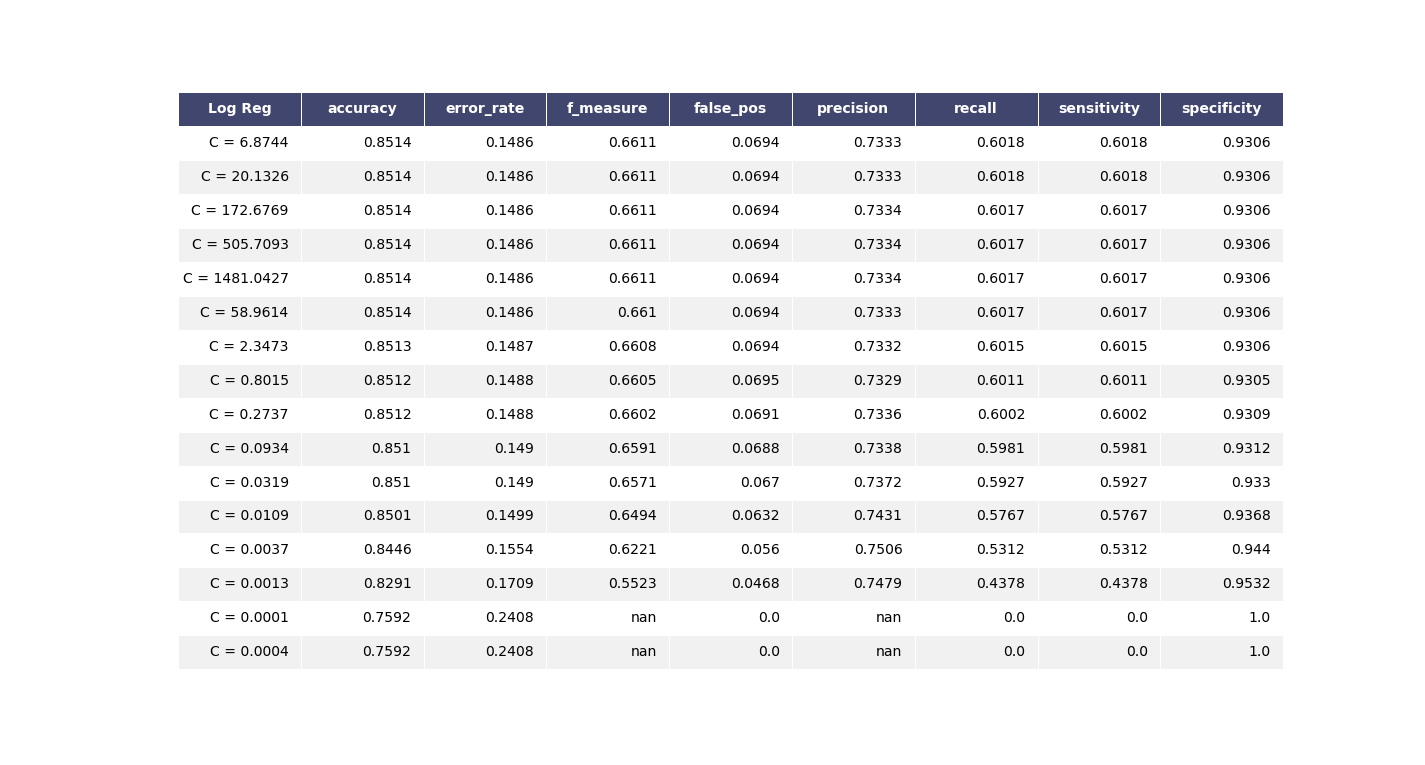 Log Reg accuracy error_rate f_measure false_pos precision recall sensitivity specificity
C = 6.8744 0.8514 0.1486 0.6611 0.0694 0.7333 0.6018 0.6018 0.9306
C = 20.1326 0.8514 0.1486 0.6611 0.0694 0.7333 0.6018 0.6018 0.9306
C = 172.6769 0.8514 0.1486 0.6611 0.0694 0.7334 0.6017 0.6017 0.9306
C = 505.7093 0.8514 0.1486 0.6611 0.0694 0.7334 0.6017 0.6017 0.9306
C = 1481.0427 0.8514 0.1486 0.6611 0.0694 0.7334 0.6017 0.6017 0.9306
C = 58.9614 0.8514 0.1486 0.661 0.0694 0.7333 0.6017 0.6017 0.9306
C = 2.3473 0.8513 0.1487 0.6608 0.0694 0.7332 0.6015 0.6015 0.9306
C = 0.8015 0.8512 0.1488 0.6605 0.0695 0.7329 0.6011 0.6011 0.9305
C = 0.2737 0.8512 0.1488 0.6602 0.0691 0.7336 0.6002 0.6002 0.9309
C = 0.0934 0.851 0.149 0.6591 0.0688 0.7338 0.5981 0.5981 0.9312
C = 0.0319 0.851 0.149 0.6571 0.067 0.7372 0.5927 0.5927 0.933
C = 0.0109 0.8501 0.1499 0.6494 0.0632 0.7431 0.5767 0.5767 0.9368
C = 0.0037 0.8446 0.1554 0.6221 0.056 0.7506 0.5312 0.5312 0.944
C = 0.0013 0.8291 0.1709 0.5523 0.0468 0.7479 0.4378 0.4378 0.9532
C = 0.0001 0.7592 0.2408 nan 0.0 nan 0.0 0.0 1.0
C = 0.0004 0.7592 0.2408 nan 0.0 nan 0.0 0.0 1.0